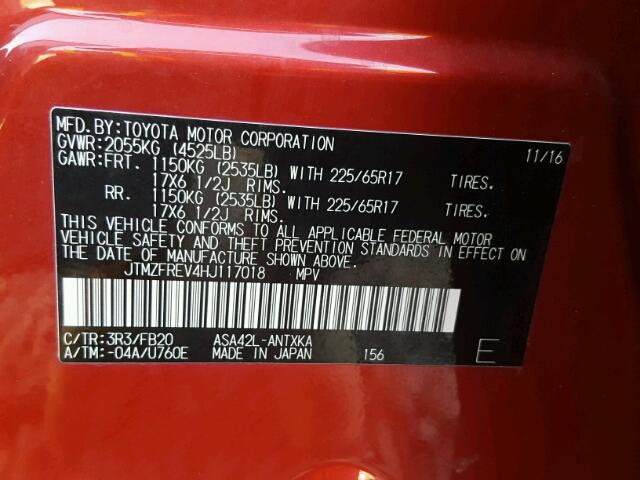 MFD.BY:TOYOTA MOTOR CORPORATION 11/16
GVWR:2055KG (4525LB)
GAWR:FRT. 1150KG (2535LB) WITH 225/65R17 TIRES.
17X6 1/2J RIMS.
RR. 1150KG (2535LB) WITH 225/65R17 TIRES.
17X6 1/2J RIMS.
THIS VEHICLE CONFORMS TO ALL APPLICABLE FEDERAL MOTOR
VEHICLE SAFETY AND THEFT PREVENTION STANDARDS IN EFFECT ON
THE DATE OF MANUFACTURE SHOWN ABOVE.
JTMZFREV4HJ117018 MPV
C/TR:3R3/FB20 ASA42L-ANTXKA
A/TM:-04A/U760E MADE IN JAPAN 156 E